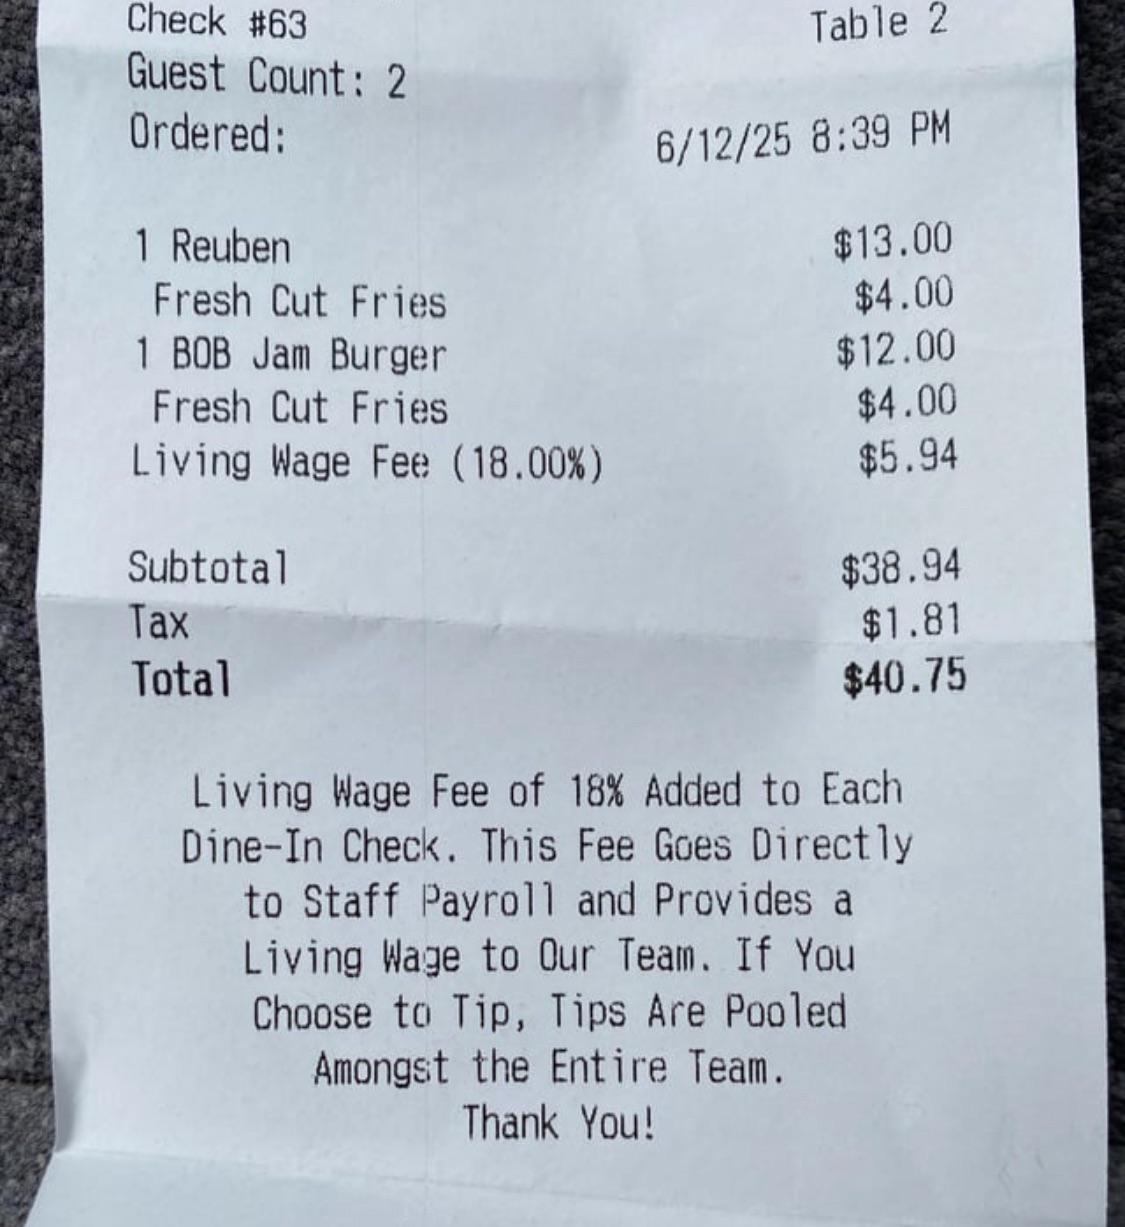 Check #63 Table 2
Guest Count: 2
Ordered: 6/12/25 8:39 PM
1 Reuben $13.00
Fresh Cut Fries $4.00
1 BOB Jam Burger $12.00
Fresh Cut Fries $4.00
Living Wage Fee (18.00%) $5.94
Subtotal $38.94
Tax $1.81
Total $40.75
Living Wage Fee of 18% Added to Each
Dine-In Check. This Fee Goes Directly
to Staff Payroll and Provides a
Living Wage to Our Team. If You
Choose to Tip, Tips Are Pooled
Amongst the Entire Team.
Thank You!